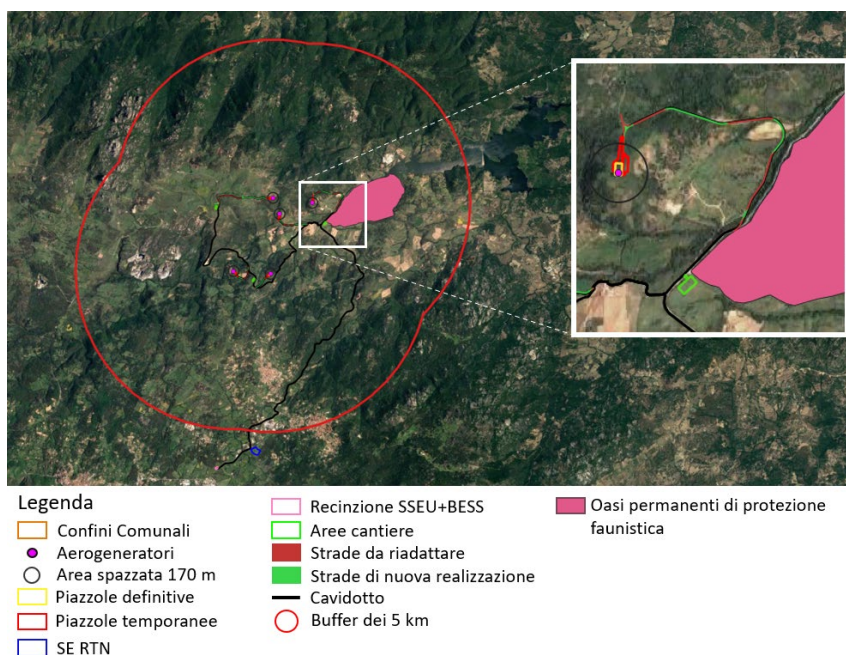 Legenda
Confini Comunali
Aerogeneratori
Area spazzata 170 m
Piazzole definitive
Piazzole temporanee
SE RTN
Recinzione SSEU+BESS
Aree cantiere
Strade da riadattare
Strade di nuova realizzazione
Cavidotto
Buffer dei 5 km
Oasi permanenti di protezione
faunistica